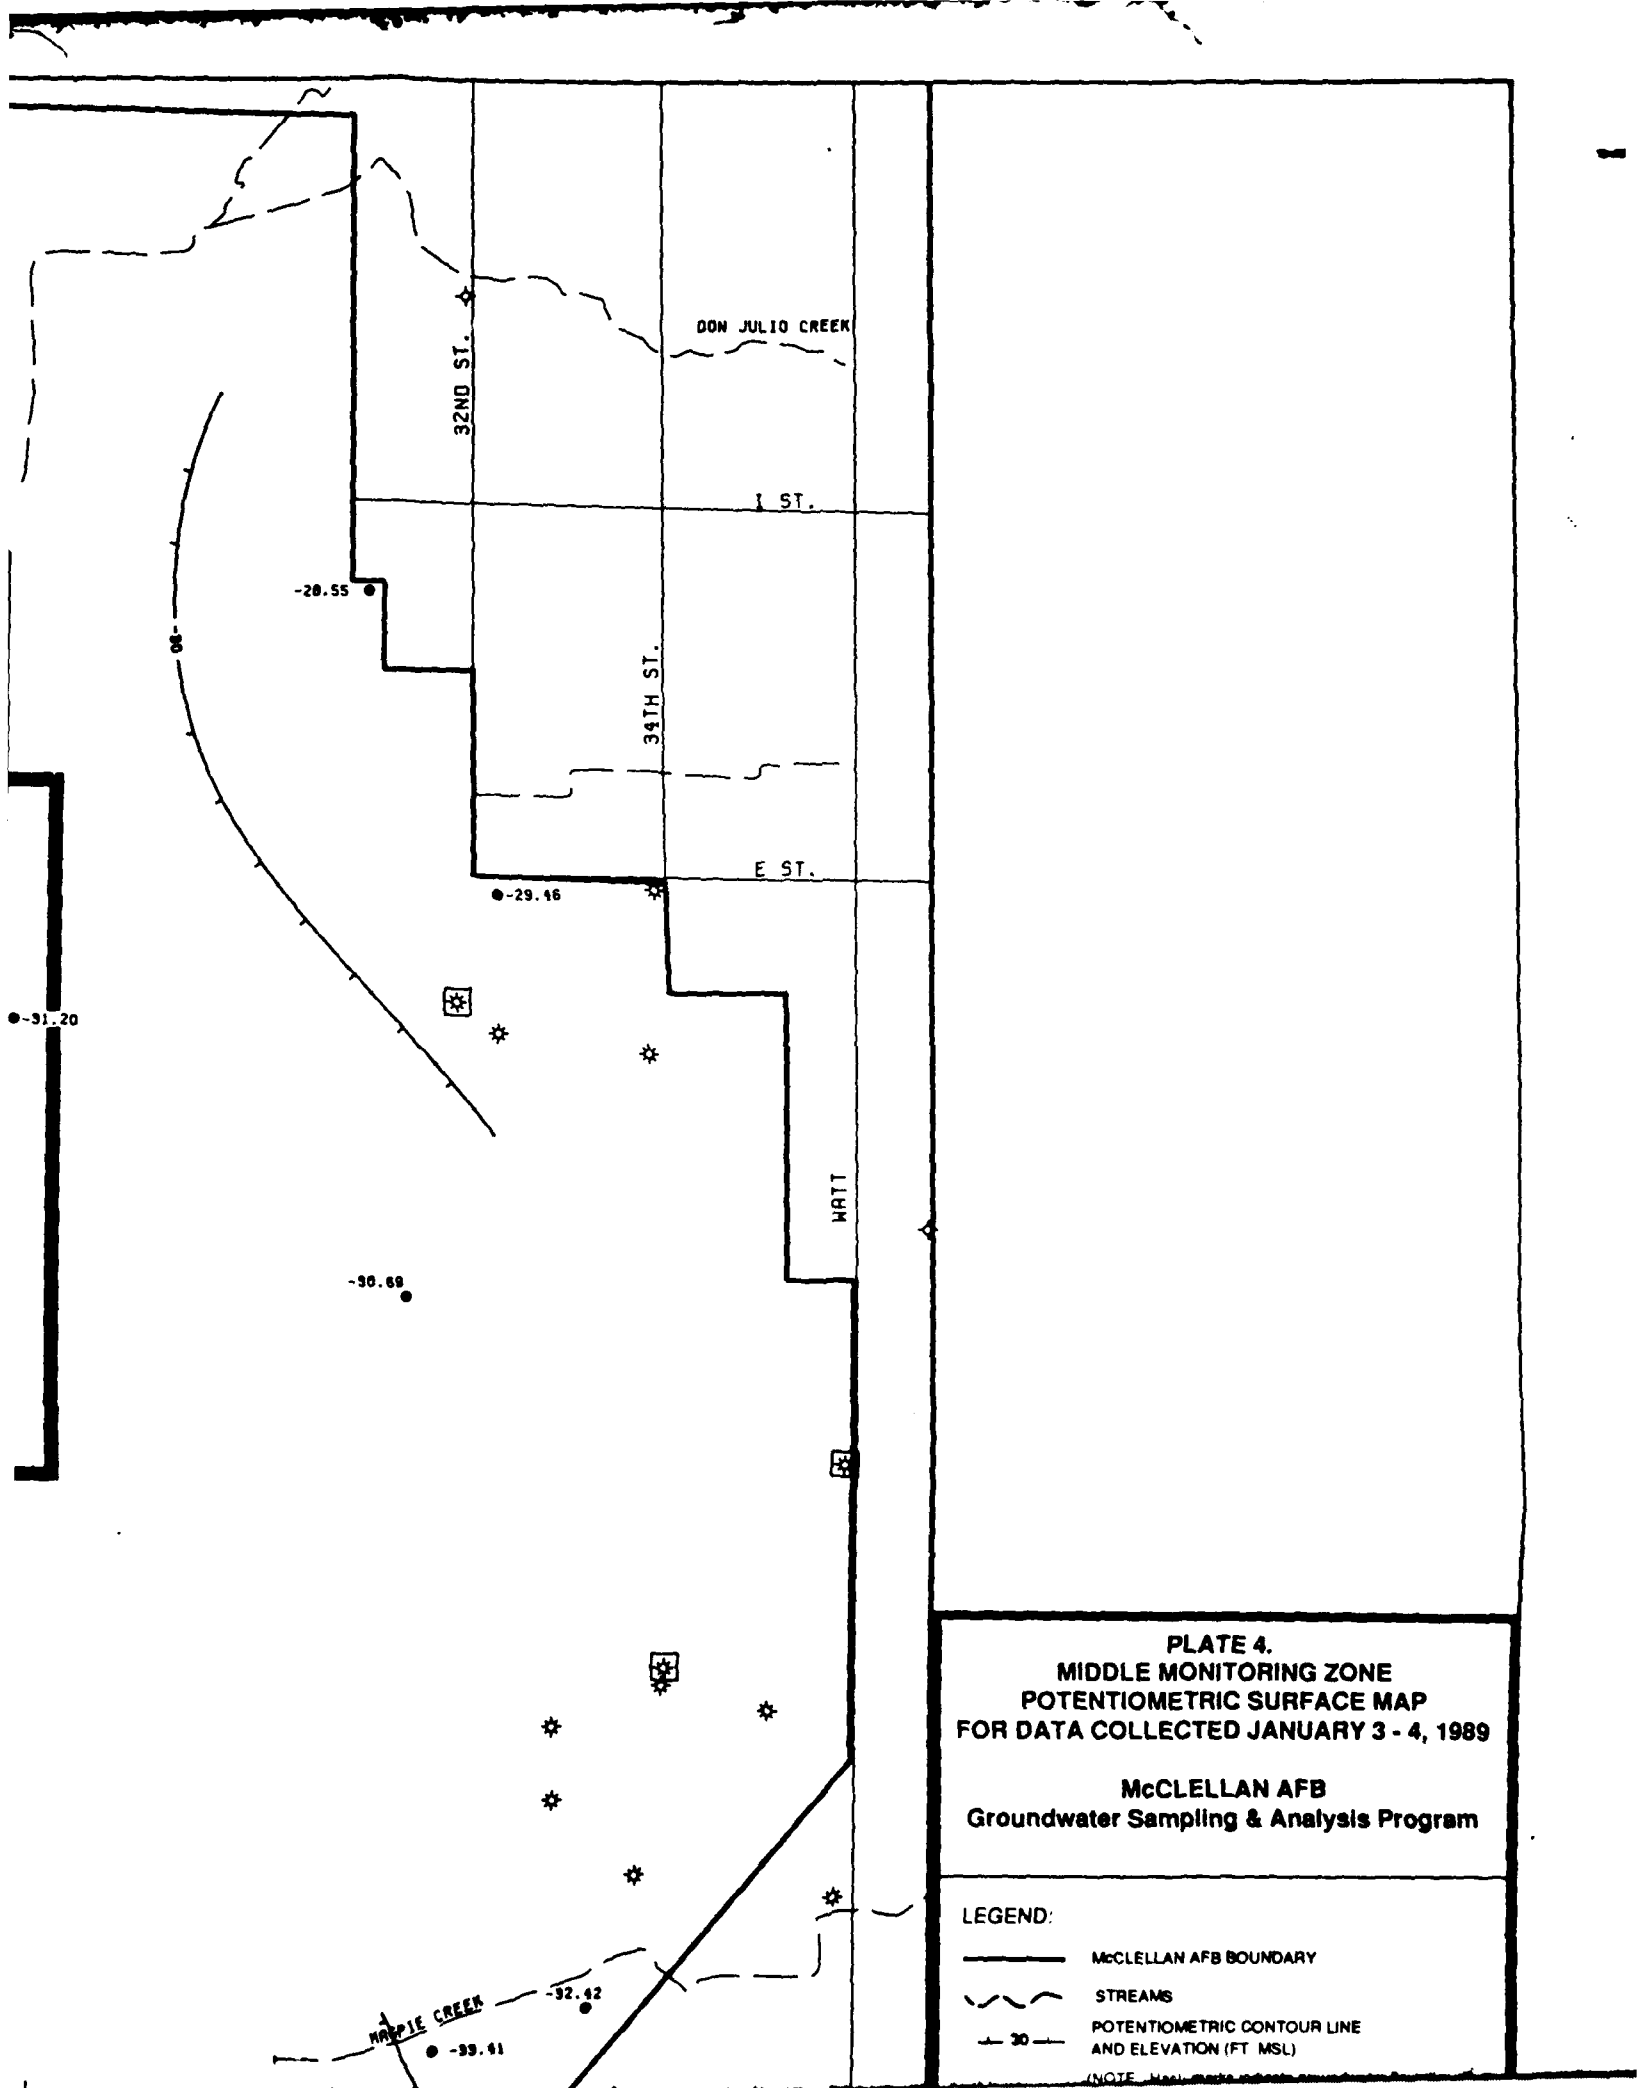 DON JULIO CREEK
32ND ST.
I ST.
-28.55
-30
34TH ST.
E ST.
-29.46
-31.20
WATT
-30.69
PLATE 4.
MIDDLE MONITORING ZONE
POTENTIOMETRIC SURFACE MAP
FOR DATA COLLECTED JANUARY 3 - 4, 1989
McCLELLAN AFB
Groundwater Sampling & Analysis Program
LEGEND:
McCLELLAN AFB BOUNDARY
STREAMS
30
POTENTIOMETRIC CONTOUR LINE
AND ELEVATION (FT MSL)
(NOTE
-32.42
MAGPIE CREEK
-33.41